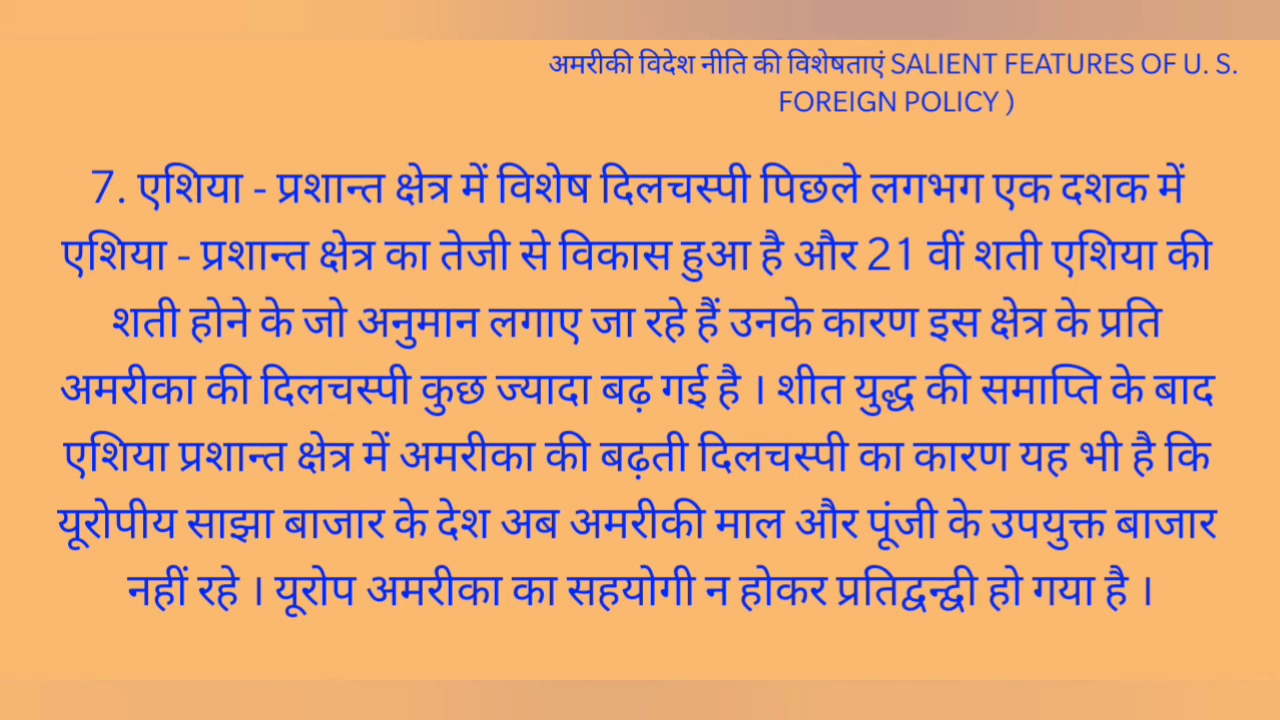 अमरीकी विदेश नीति की विशेषताएं SALIENT FEATURES OF U. S.
FOREIGN POLICY )
7. एशिया - प्रशान्त क्षेत्र में विशेष दिलचस्पी पिछले लगभग एक दशक में
एशिया - प्रशान्त क्षेत्र का तेजी से विकास हुआ है और 21 वीं शती एशिया की
शती होने के जो अनुमान लगाए जा रहे हैं उनके कारण इस क्षेत्र के प्रति
अमरीका की दिलचस्पी कुछ ज्यादा बढ़ गई है । शीत युद्ध की समाप्ति के बाद
एशिया प्रशान्त क्षेत्र में अमरीका की बढ़ती दिलचस्पी का कारण यह भी है कि
यूरोपीय साझा बाजार के देश अब अमरीकी माल और पूंजी के उपयुक्त बाजार
नहीं रहे । यूरोप अमरीका का सहयोगी न होकर प्रतिद्वन्द्वी हो गया है ।